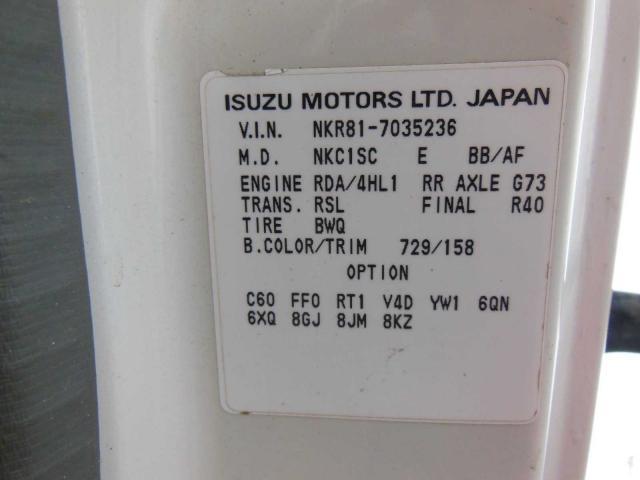 ISUZU MOTORS LTD. JAPAN
V.I.N. NKR81-7035236
M.D. NKC1SC E BB/AF
ENGINE RDA/4HL1 RR AXLE G73
TRANS. RSL FINAL R40
TIRE BWQ
B.COLOR/TRIM 729/158
OPTION
C60 FF0 RT1 V4D YW1 6QN
6XQ 8GJ 8JM 8KZ